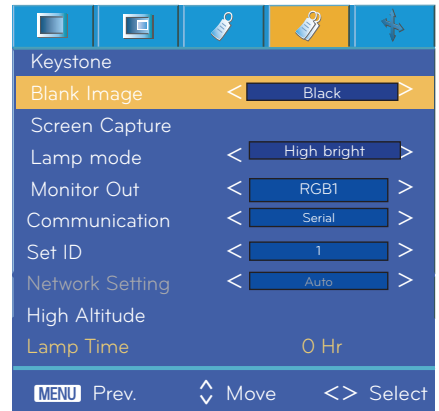 Keystone
Blank Image < Black >
Screen Capture
Lamp mode < High bright >
Monitor Out < RGB1 >
Communication < Serial >
Set ID < 1 >
Network Setting < Auto >
High Altitude
Lamp Time 0 Hr
MENU Prev. Move <> Select